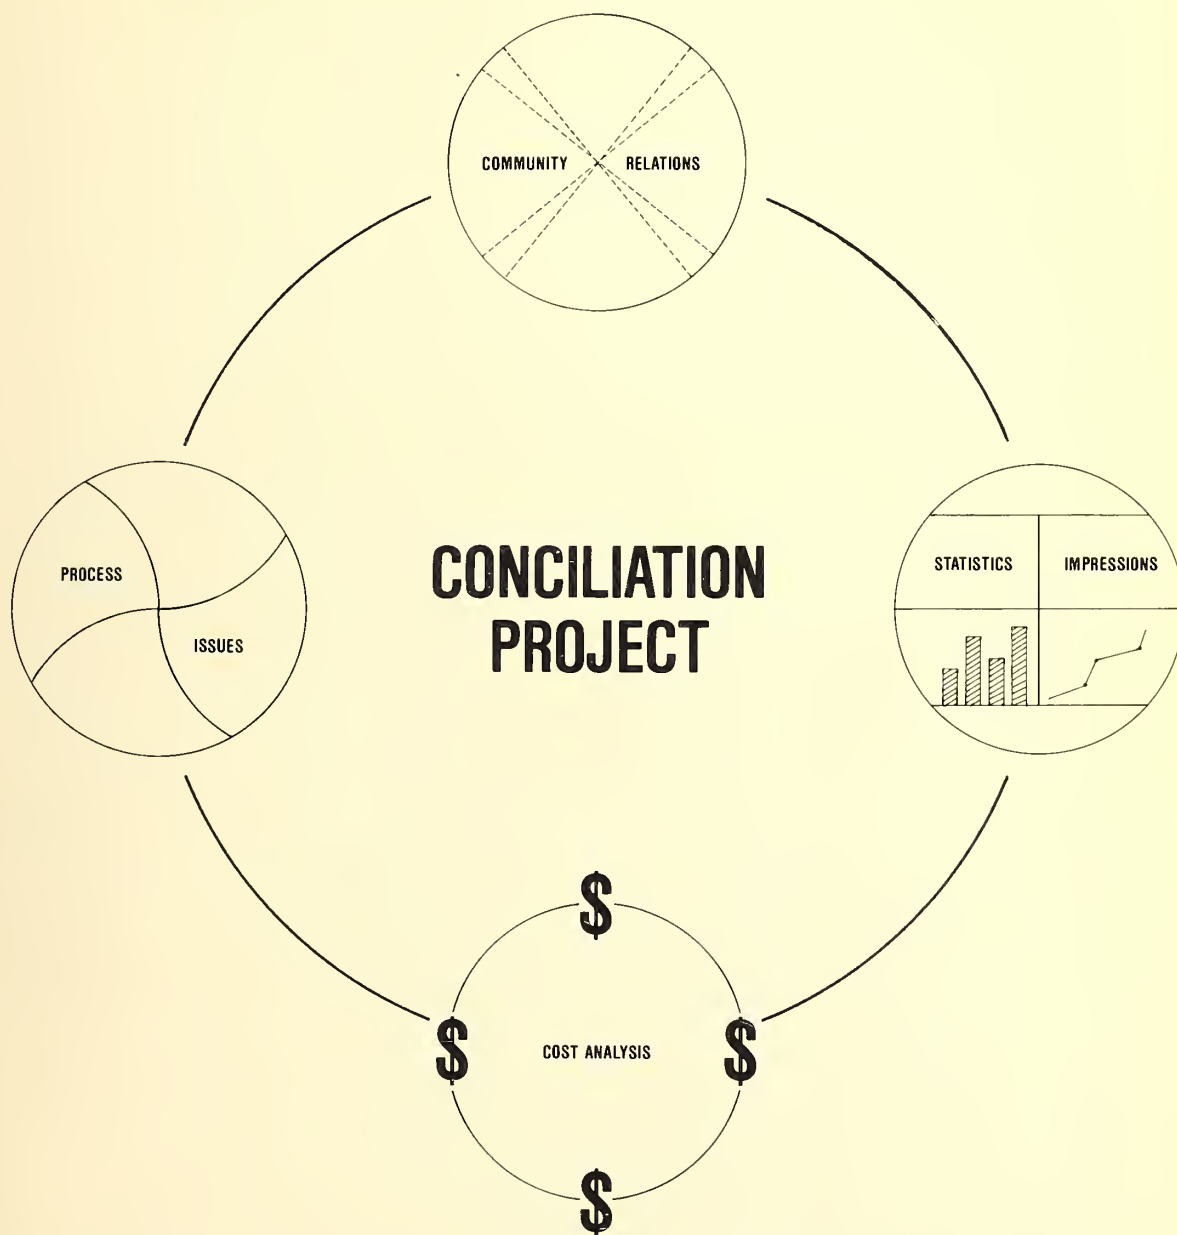 COMMUNITY RELATIONS
PROCESS
ISSUES
CONCILIATION
PROJECT
STATISTICS IMPRESSIONS
$
$ COST ANALYSIS $
$